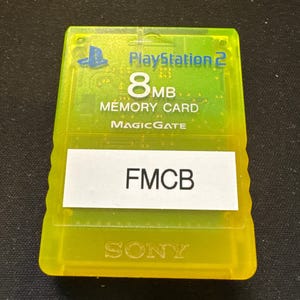 PlayStation 2
8MB
MEMORY CARD
MAGICGATE
FMCB
SONY